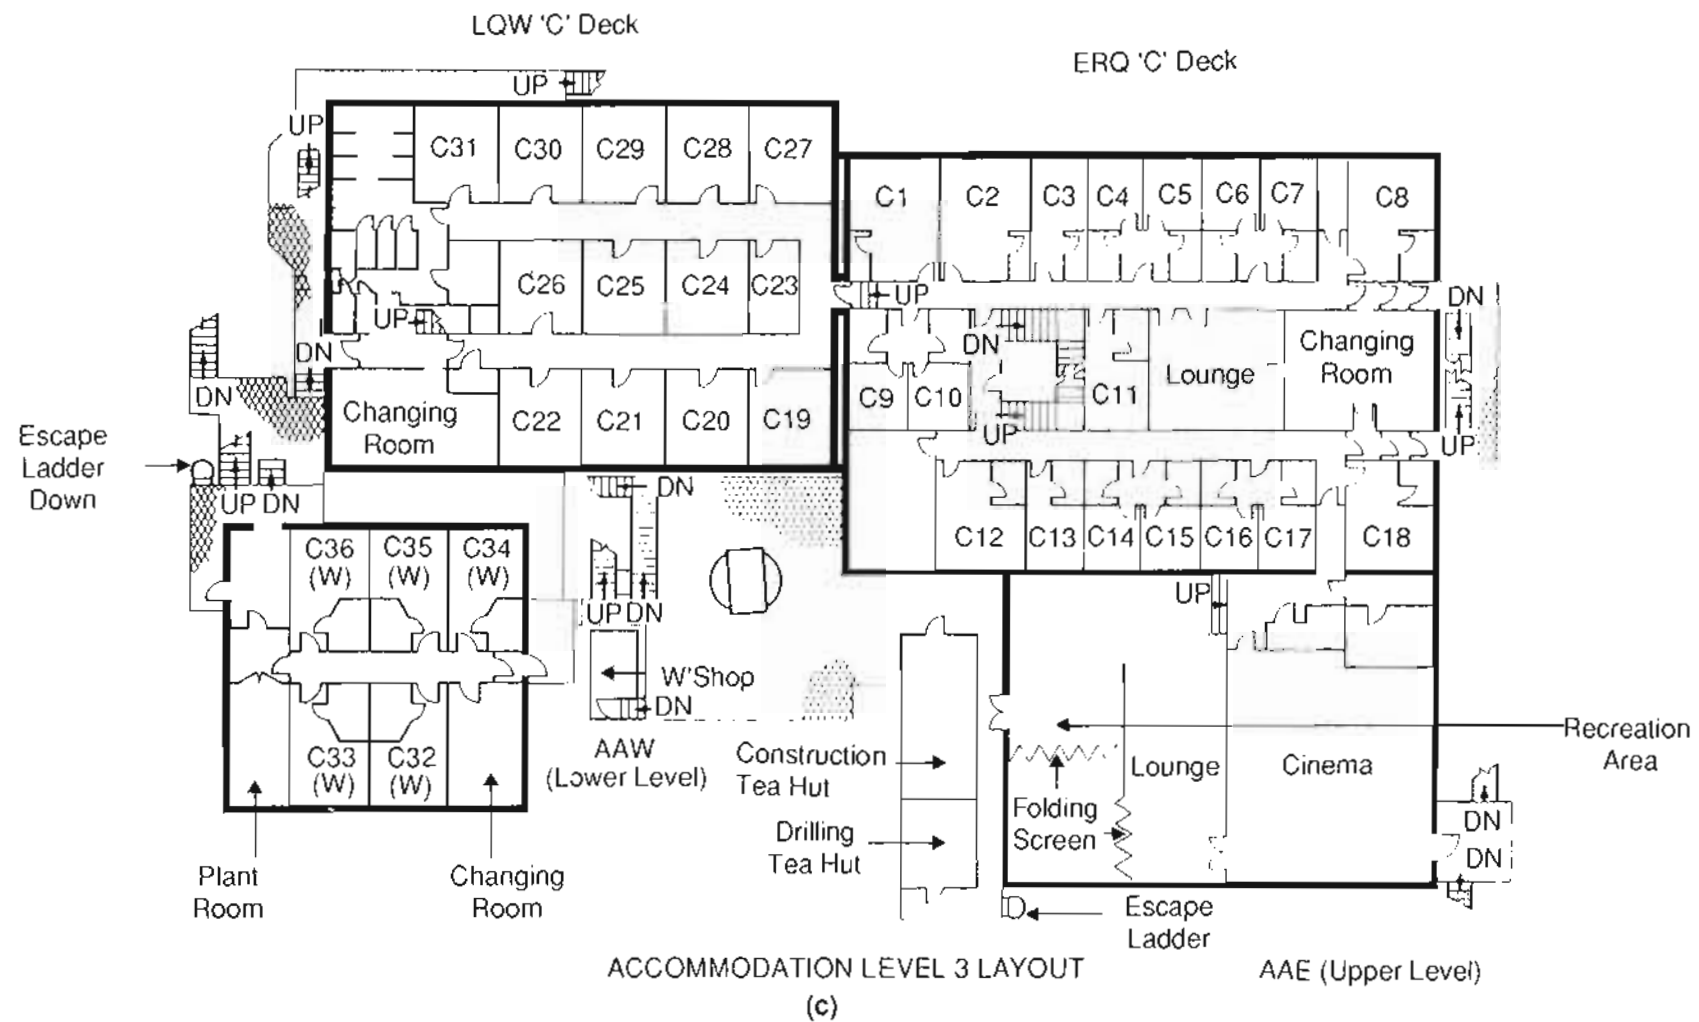 LQW 'C' Deck
ERQ 'C' Deck
UP
UP
C31 C30 C29 C28 C27
C1 C2 C3 C4 C5 C6 C7 C8
C26 C25 C24 C23
UP
UP
DN
DN
DN
Changing
Room
Lounge
C9 C10 C11
DN
UP
UP
Changing
Room
C22 C21 C20 C19
Escape
Ladder
Down
UP DN
DN
C12 C13 C14 C15 C16 C17 C18
C36
(W)
C35
(W)
C34
(W)
UP DN
UP
W'Shop
DN
C33
(W)
C32
(W)
AAW
(Lower Level)
Construction
Tea Hut
Drilling
Tea Hut
Recreation
Area
Lounge
Cinema
Folding
Screen
DN
DN
Plant
Room
Changing
Room
Escape
Ladder
ACCOMMODATION LEVEL 3 LAYOUT
AAE (Upper Level)
(c)